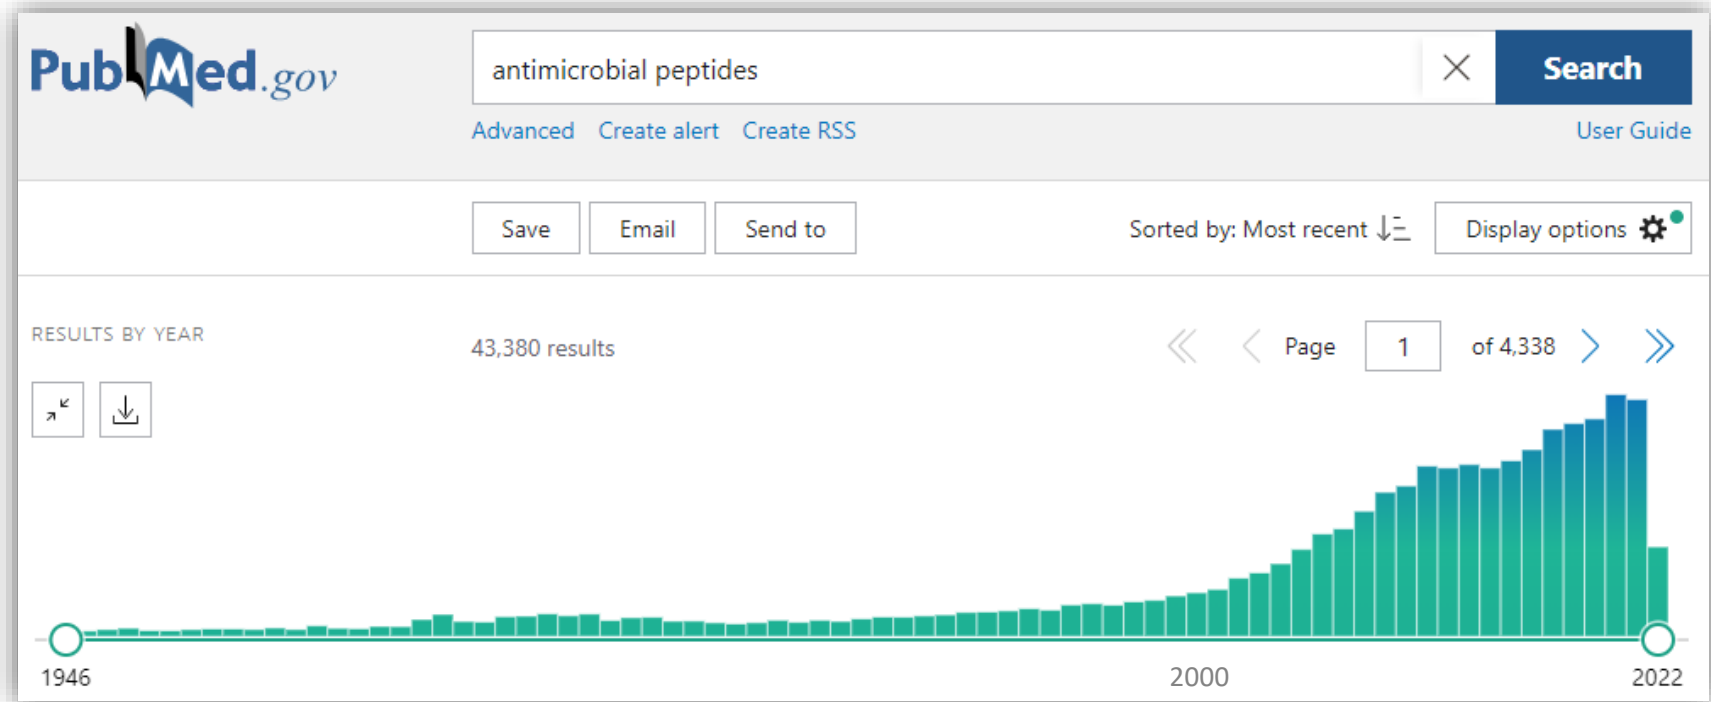 PubMed.gov
antimicrobial peptides
Search
Advanced Create alert Create RSS
User Guide
Save Email Send to
Sorted by: Most recent
Display options
RESULTS BY YEAR
43,380 results
Page 1 of 4,338
1946 2000 2022